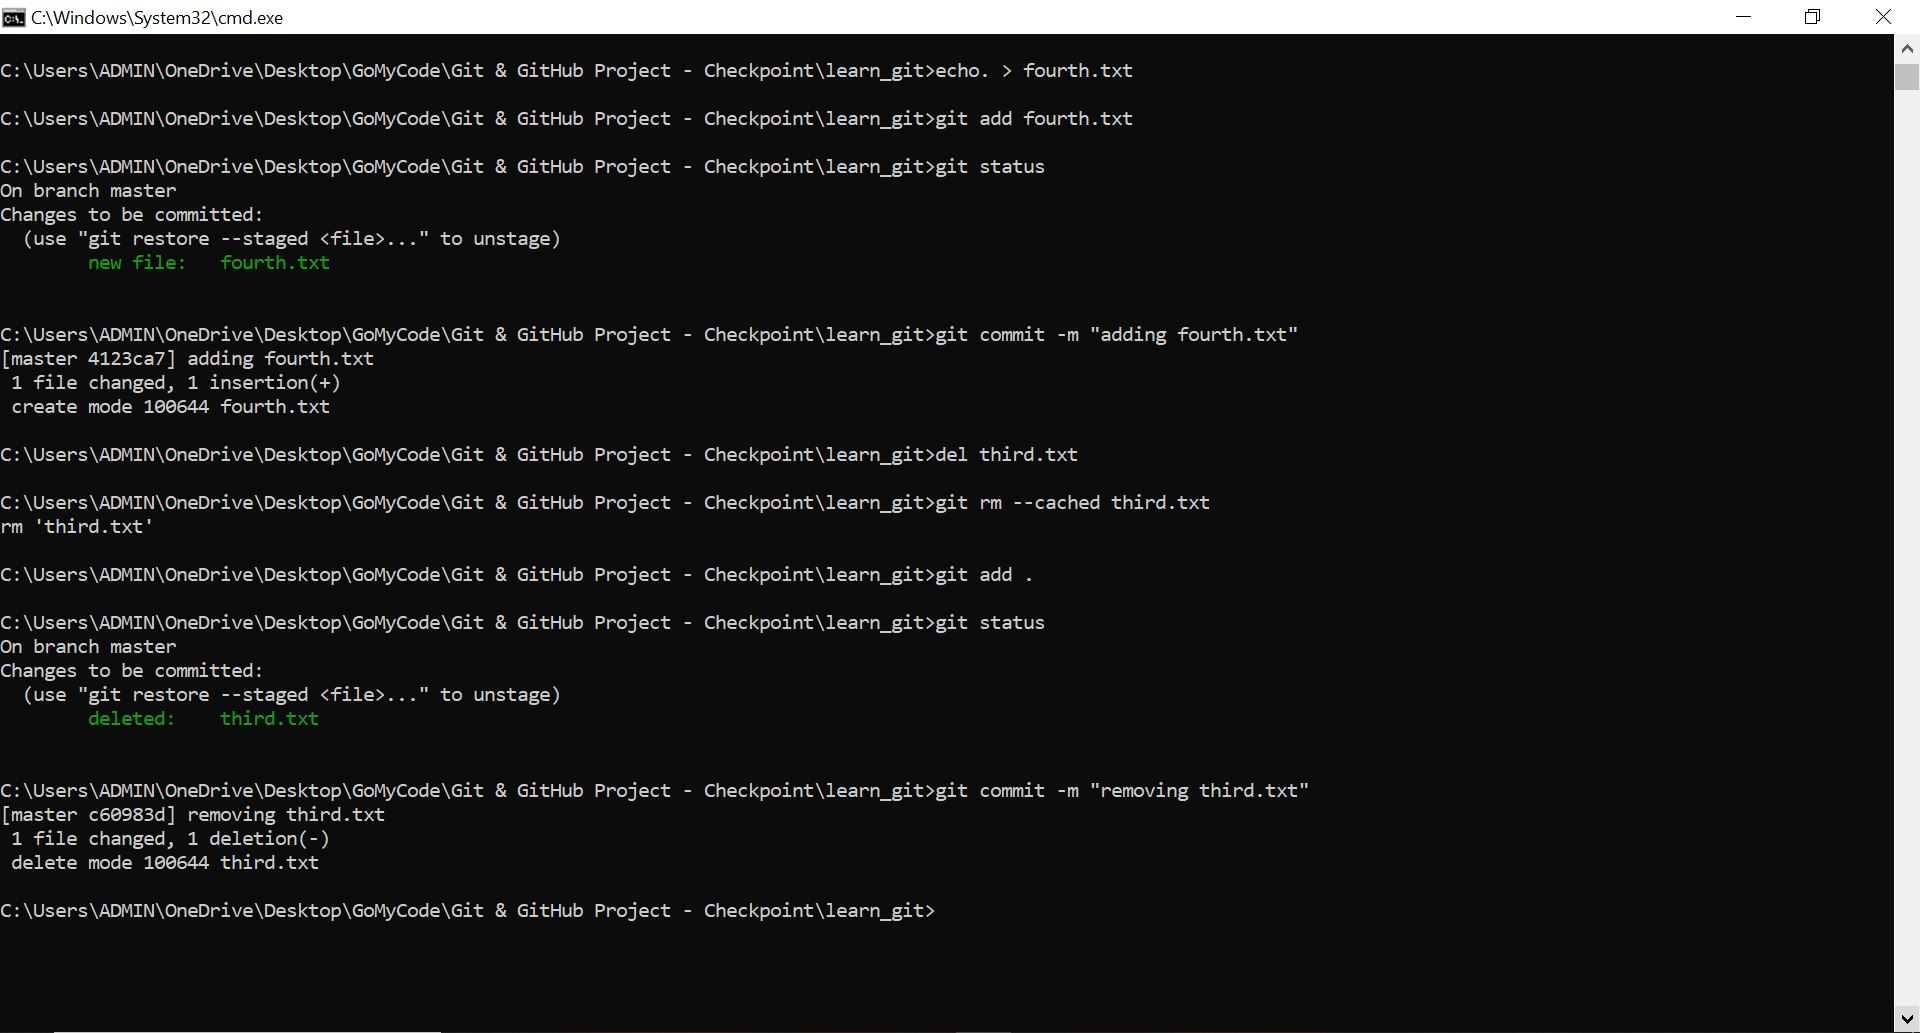 C:\Windows\System32\cmd.exe
C:\Users\ADMIN\OneDrive\Desktop\GoMyCode\Git & GitHub Project - Checkpoint\learn_git>echo. > fourth.txt
C:\Users\ADMIN\OneDrive\Desktop\GoMyCode\Git & GitHub Project - Checkpoint\learn_git>git add fourth.txt
C:\Users\ADMIN\OneDrive\Desktop\GoMyCode\Git & GitHub Project - Checkpoint\learn_git>git status
On branch master
Changes to be committed:
  (use "git restore --staged <file>..." to unstage)
        new file:   fourth.txt
C:\Users\ADMIN\OneDrive\Desktop\GoMyCode\Git & GitHub Project - Checkpoint\learn_git>git commit -m "adding fourth.txt"
[master 4123ca7] adding fourth.txt
 1 file changed, 1 insertion(+)
 create mode 100644 fourth.txt
C:\Users\ADMIN\OneDrive\Desktop\GoMyCode\Git & GitHub Project - Checkpoint\learn_git>del third.txt
C:\Users\ADMIN\OneDrive\Desktop\GoMyCode\Git & GitHub Project - Checkpoint\learn_git>git rm --cached third.txt
rm 'third.txt'
C:\Users\ADMIN\OneDrive\Desktop\GoMyCode\Git & GitHub Project - Checkpoint\learn_git>git add .
C:\Users\ADMIN\OneDrive\Desktop\GoMyCode\Git & GitHub Project - Checkpoint\learn_git>git status
On branch master
Changes to be committed:
  (use "git restore --staged <file>..." to unstage)
        deleted:    third.txt
C:\Users\ADMIN\OneDrive\Desktop\GoMyCode\Git & GitHub Project - Checkpoint\learn_git>git commit -m "removing third.txt"
[master c60983d] removing third.txt
 1 file changed, 1 deletion(-)
 delete mode 100644 third.txt
C:\Users\ADMIN\OneDrive\Desktop\GoMyCode\Git & GitHub Project - Checkpoint\learn_git>